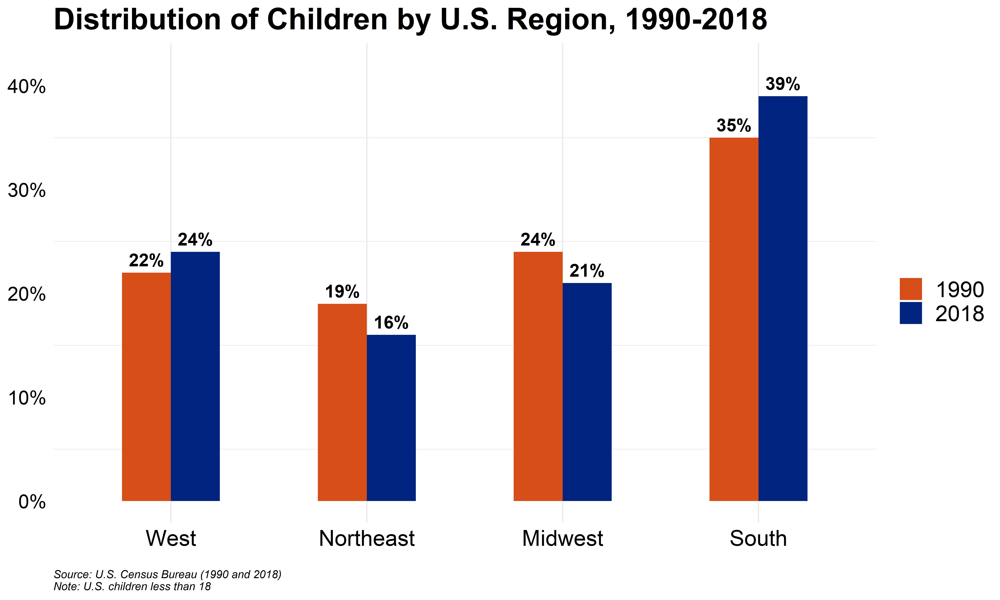 Distribution of Children by U.S. Region, 1990-2018
40%
30%
20%
10%
0%
22%
24%
19%
16%
24%
21%
35%
39%
West
Northeast
Midwest
South
1990
2018
Source: U.S. Census Bureau (1990 and 2018)
Note: U.S. children less than 18